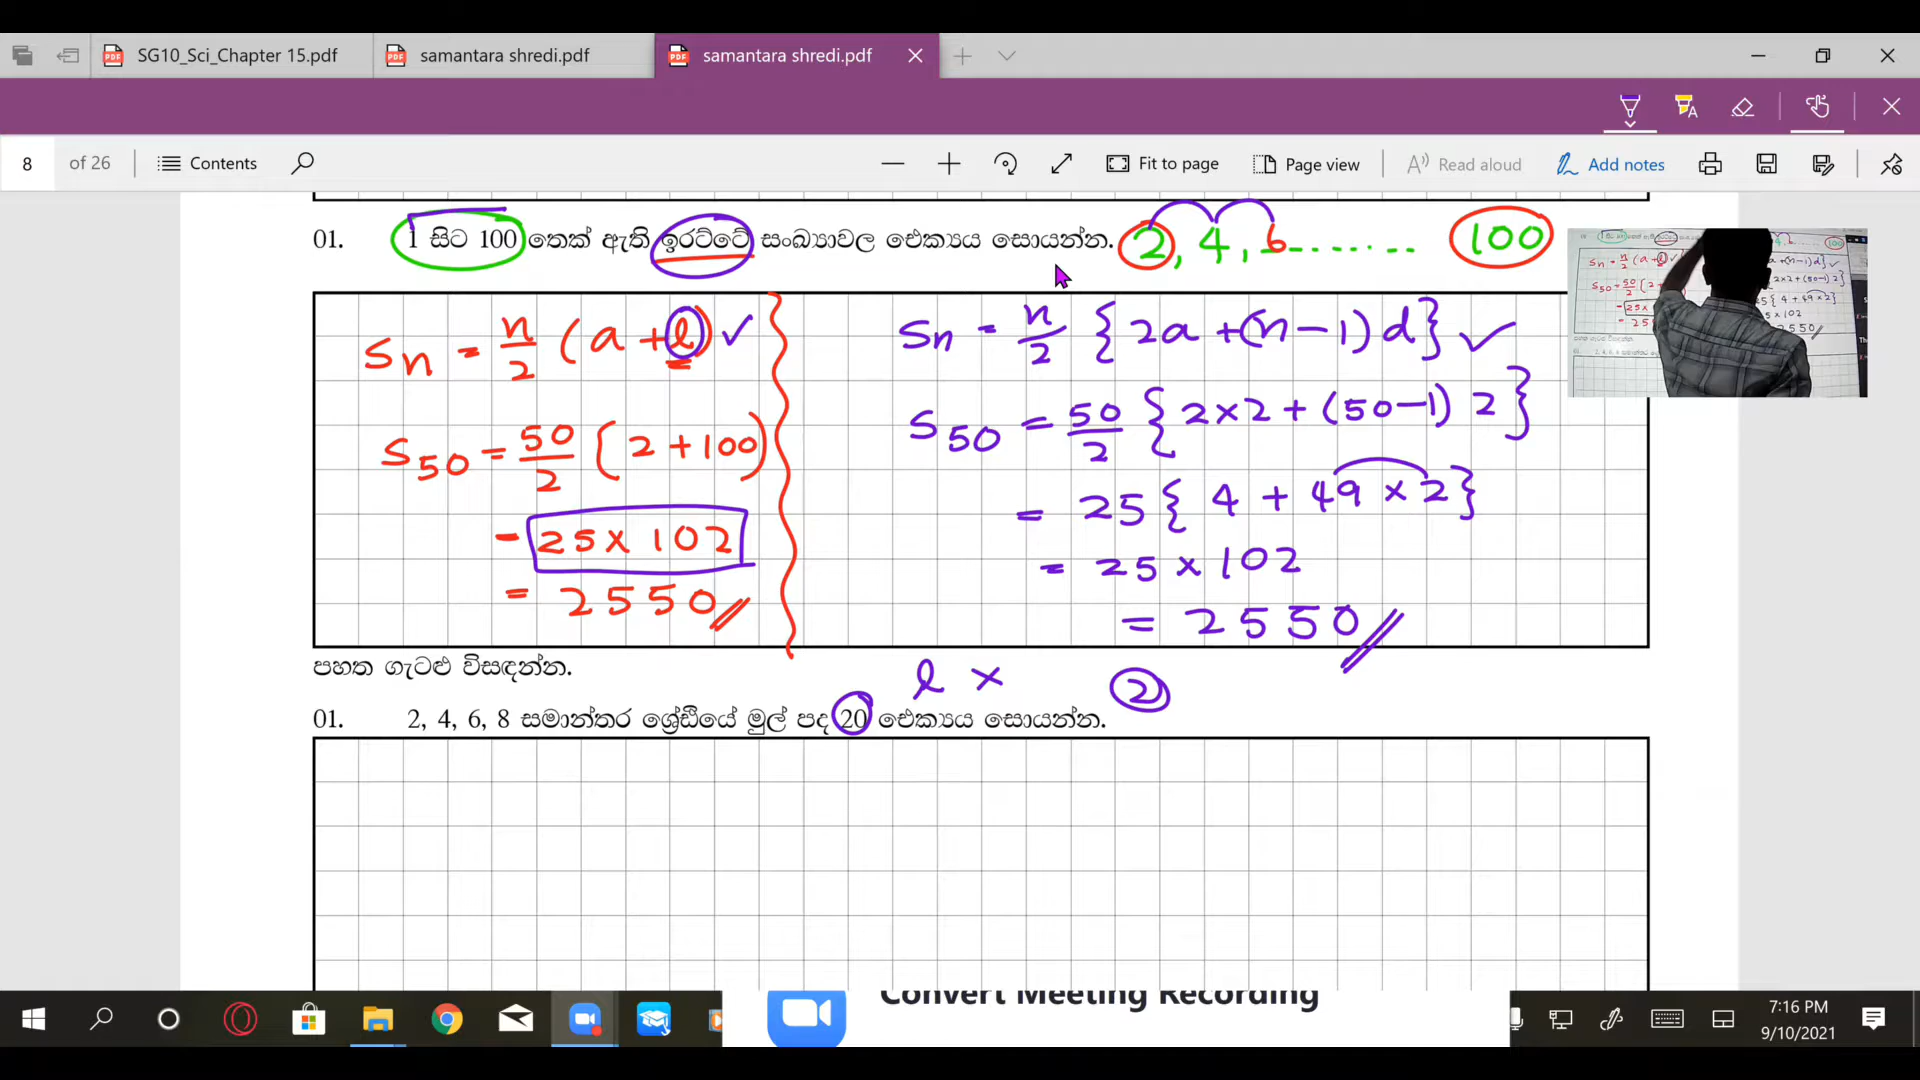 SG10_Sci_Chapter 15.pdf
samantara shredi.pdf
samantara shredi.pdf
8 of 26
Contents
Fit to page
Page view
Read aloud
Add notes
01. 1 සිට 100 තෙක් ඇති ඉරට්ටේ සංඛ්‍යාවල ඓක්‍යය සොයන්න. 2, 4, 6 ........ 100
Sn = n/2 (a + l) ✓
S50 = 50/2 (2 + 100)
= 25 x 102
= 2550
Sn = n/2 {2a + (n - 1) d} ✓
S50 = 50/2 {2 x 2 + (50 - 1) 2}
= 25 { 4 + 49 x 2}
= 25 x 102
= 2550
පහත ගැටළු විසඳන්න.
l x 2
01. 2, 4, 6, 8 සමාන්තර ශ්‍රේඩියේ මුල් පද 20 ඓක්‍යය සොයන්න.
Convert Meeting Recording
7:16 PM
9/10/2021